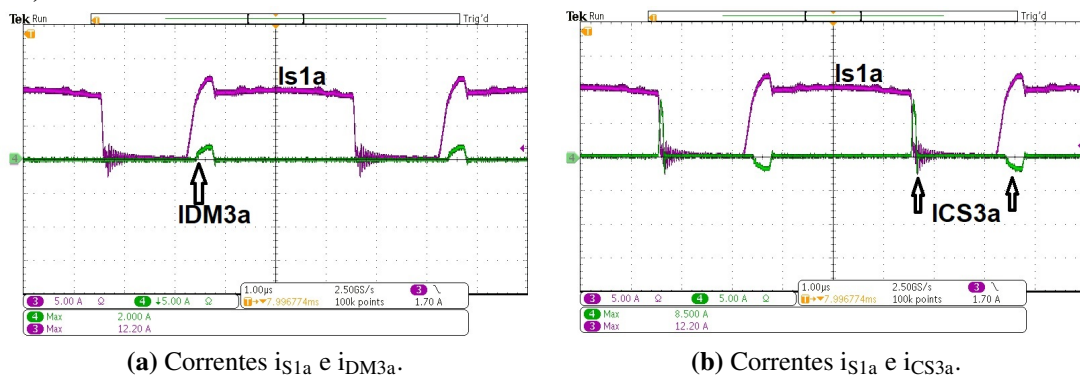 Tek Run
Trig'd
Is1a
IDM3a
3 5.00 A Ω
4 ↓5.00 A Ω
1.00µs
T→▼7.996774ms
2.50GS/s
100k points
3 \
1.70 A
4 Max 2.000 A
3 Max 12.20 A
(a) Correntes iS1a e iDM3a.
Tek Run
Trig'd
Is1a
ICS3a
3 5.00 A Ω
4 5.00 A Ω
1.00µs
T→▼7.996774ms
2.50GS/s
100k points
3 \
1.70 A
4 Max 8.500 A
3 Max 12.20 A
(b) Correntes iS1a e iCS3a.